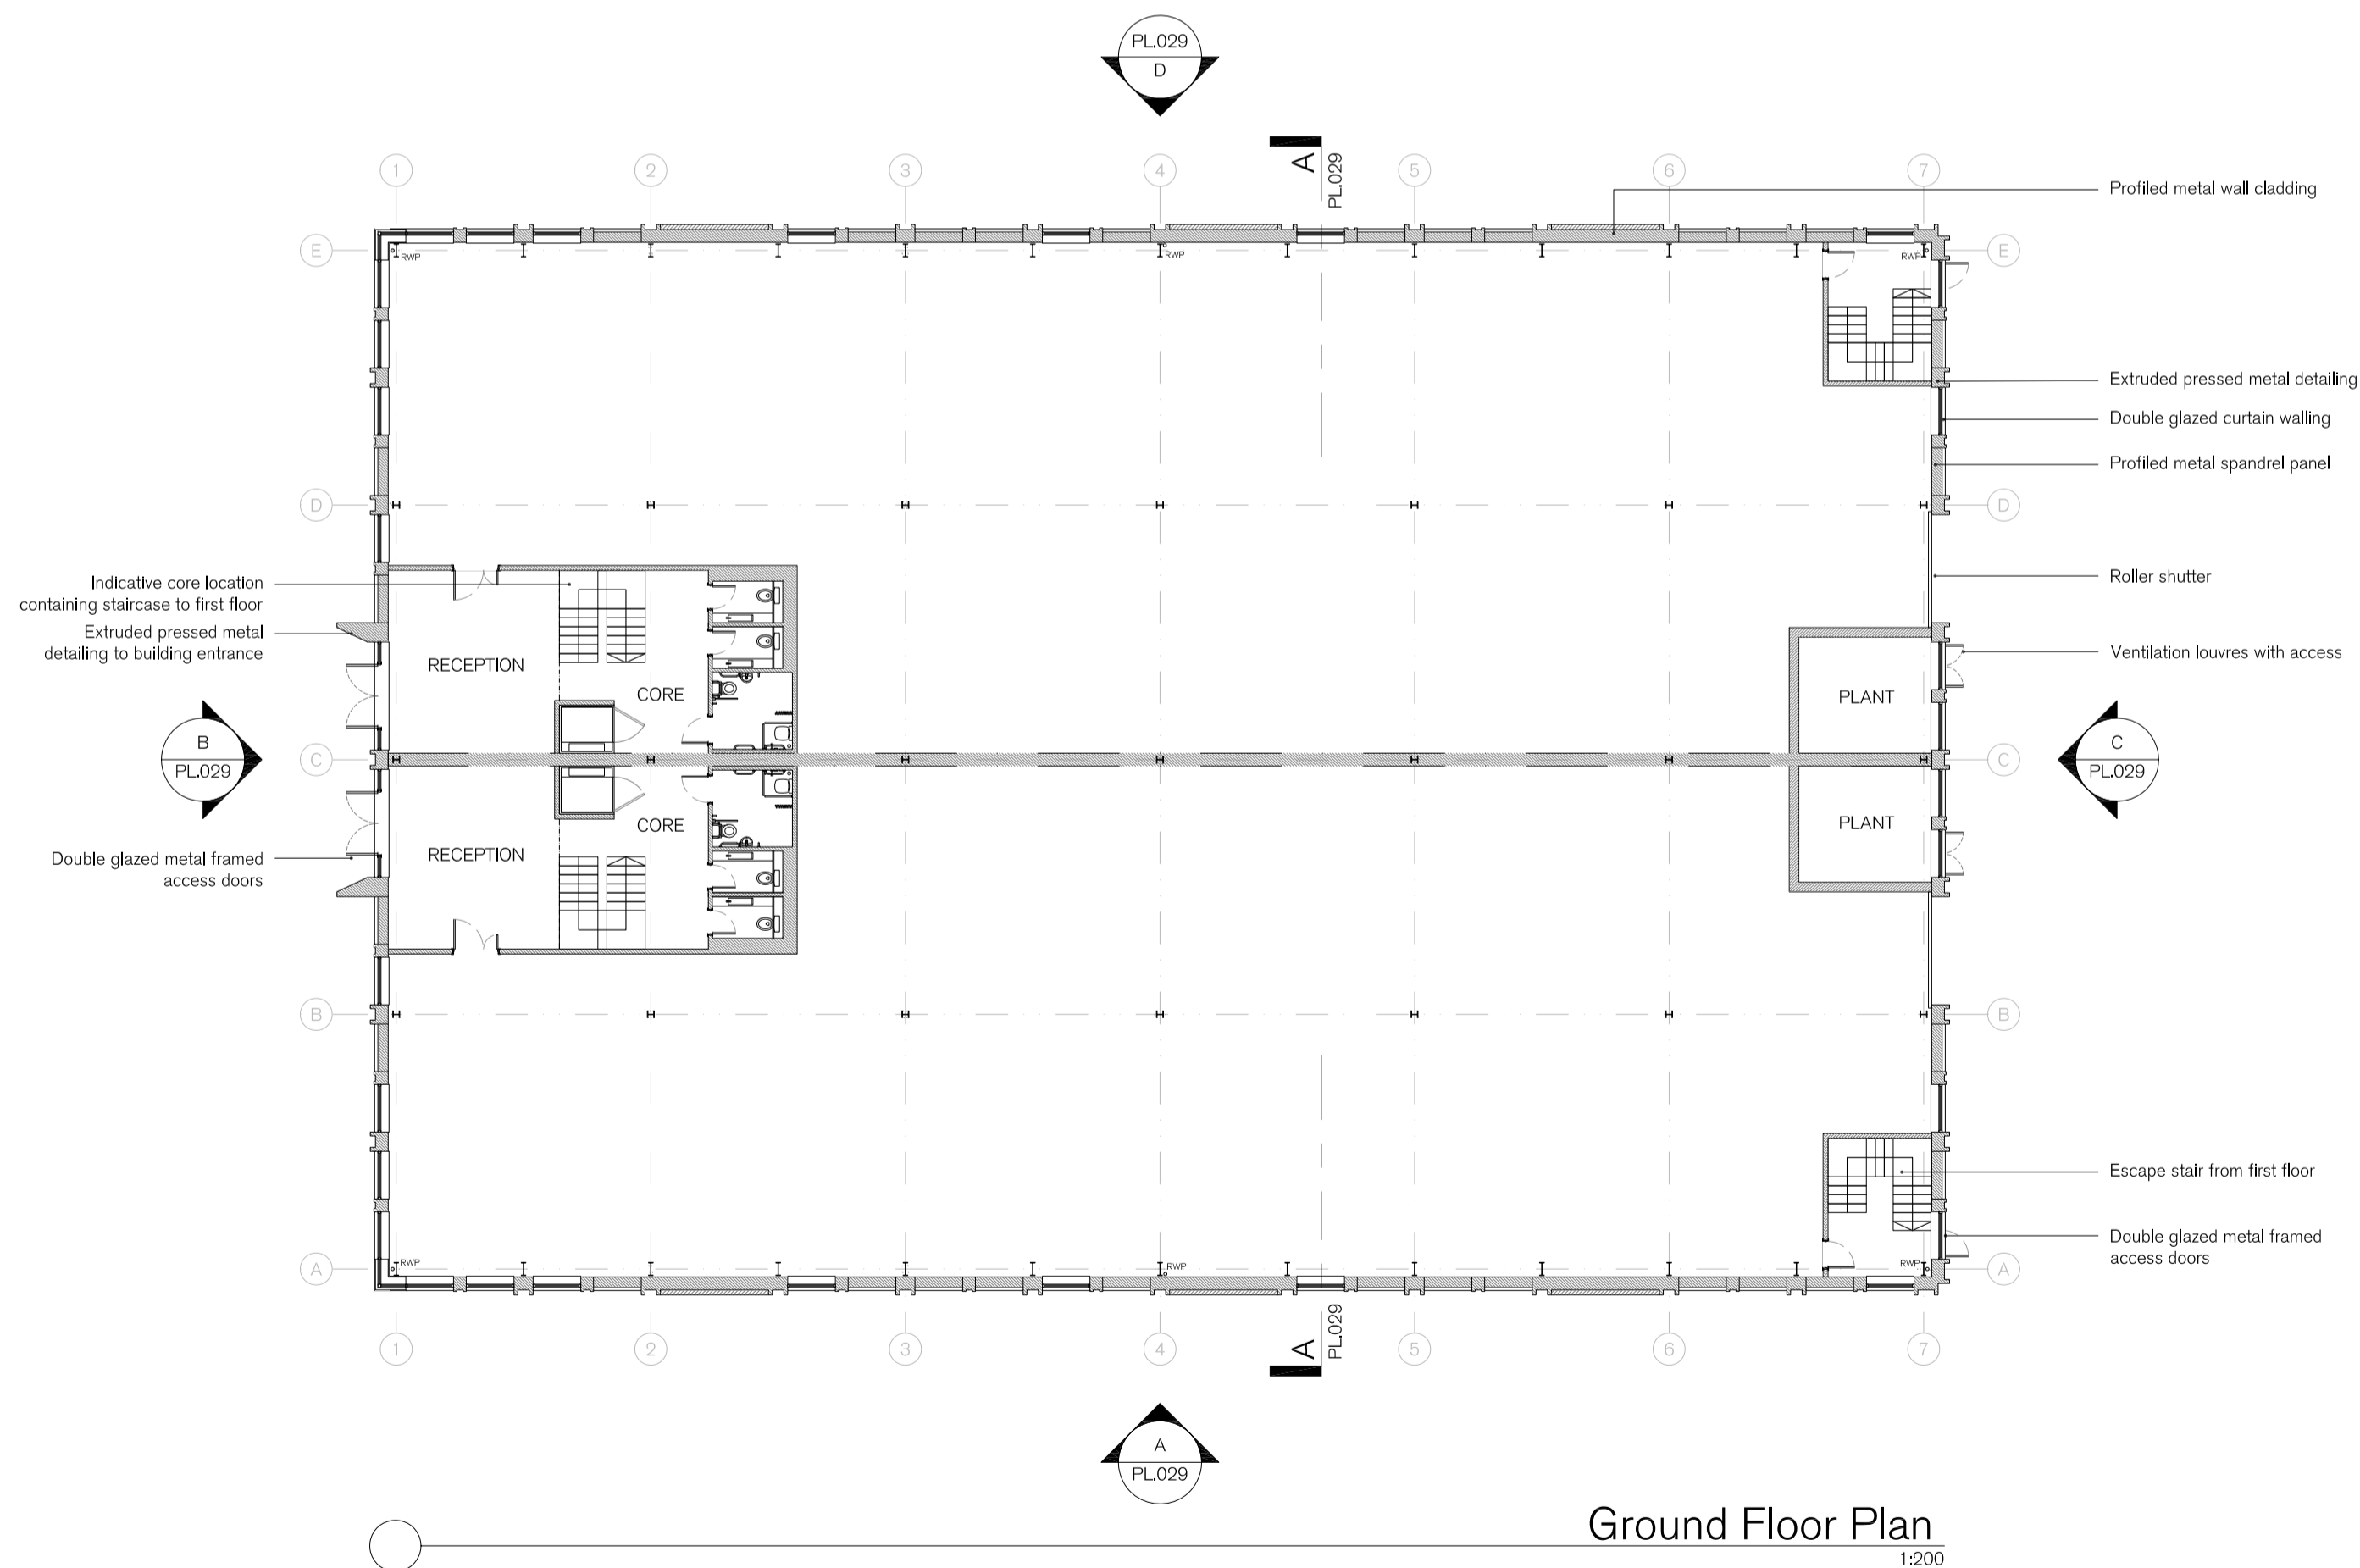 PL.029
D
A
PL.029
1
2
3
4
5
6
7
Profiled metal wall cladding
E
RWP
RWP
RWP
E
Extruded pressed metal detailing
Double glazed curtain walling
Profiled metal spandrel panel
D
D
Indicative core location
containing staircase to first floor
Roller shutter
Extruded pressed metal
detailing to building entrance
RECEPTION
CORE
PLANT
Ventilation louvres with access
B
PL.029
C
C
C
PL.029
RECEPTION
CORE
PLANT
Double glazed metal framed
access doors
B
B
Escape stair from first floor
Double glazed metal framed
access doors
A
RWP
RWP
RWP
A
A
PL.029
1
2
3
4
5
6
7
A
PL.029
Ground Floor Plan
1:200